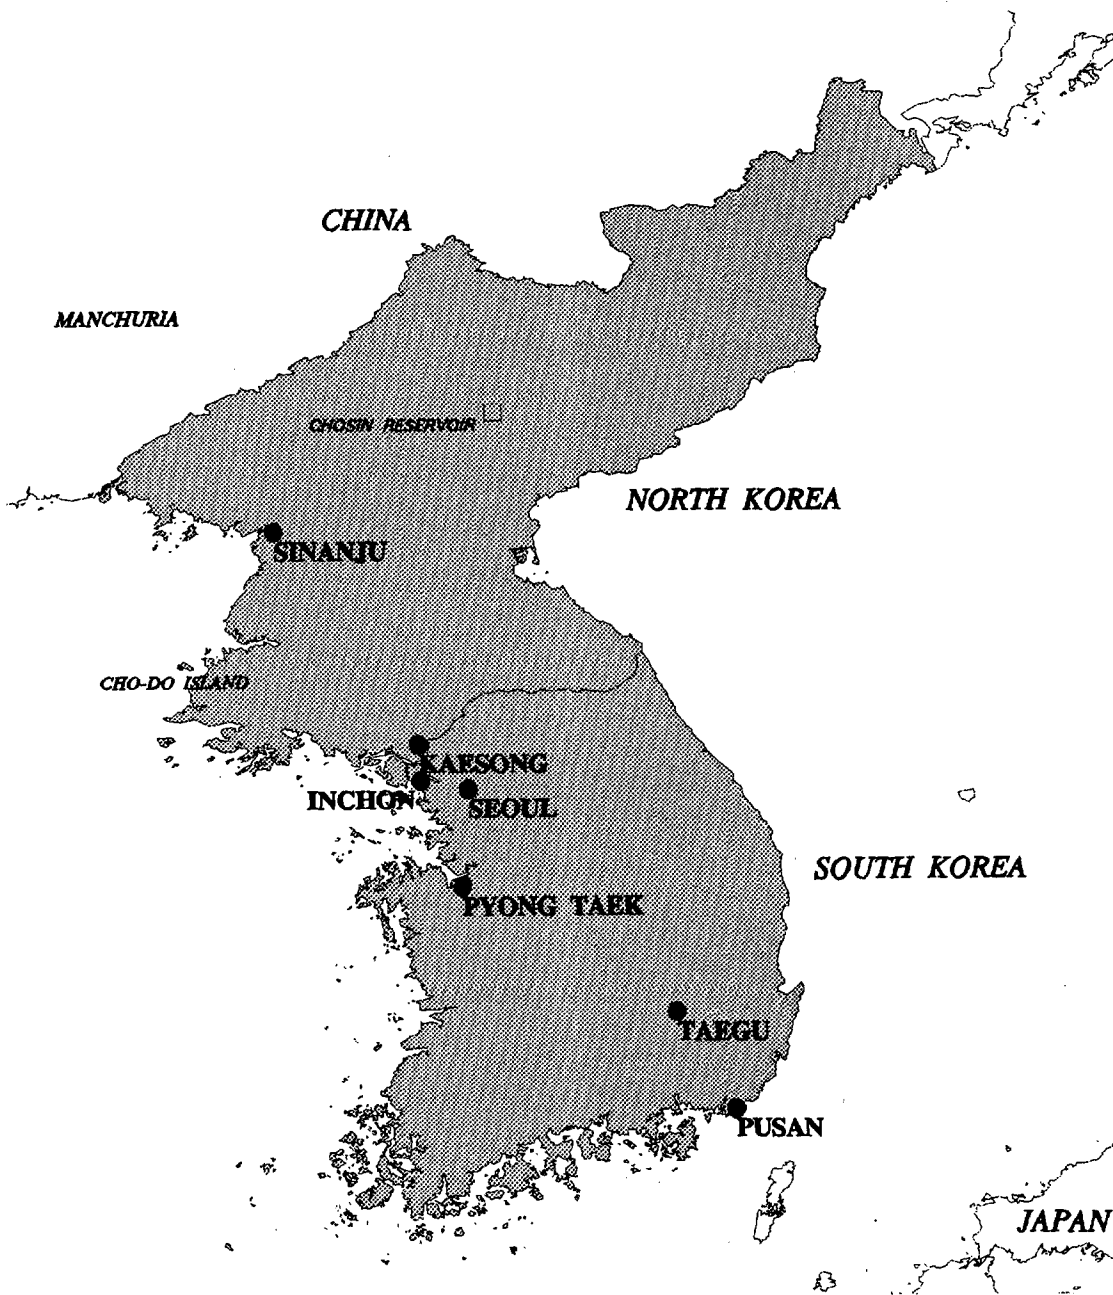 CHINA
MANCHURIA
CHOSIN RESERVOIR
NORTH KOREA
SINANJU
CHO-DO ISLAND
KAESONG
INCHON
SEOUL
SOUTH KOREA
PYONG TAEK
TAEGU
PUSAN
JAPAN